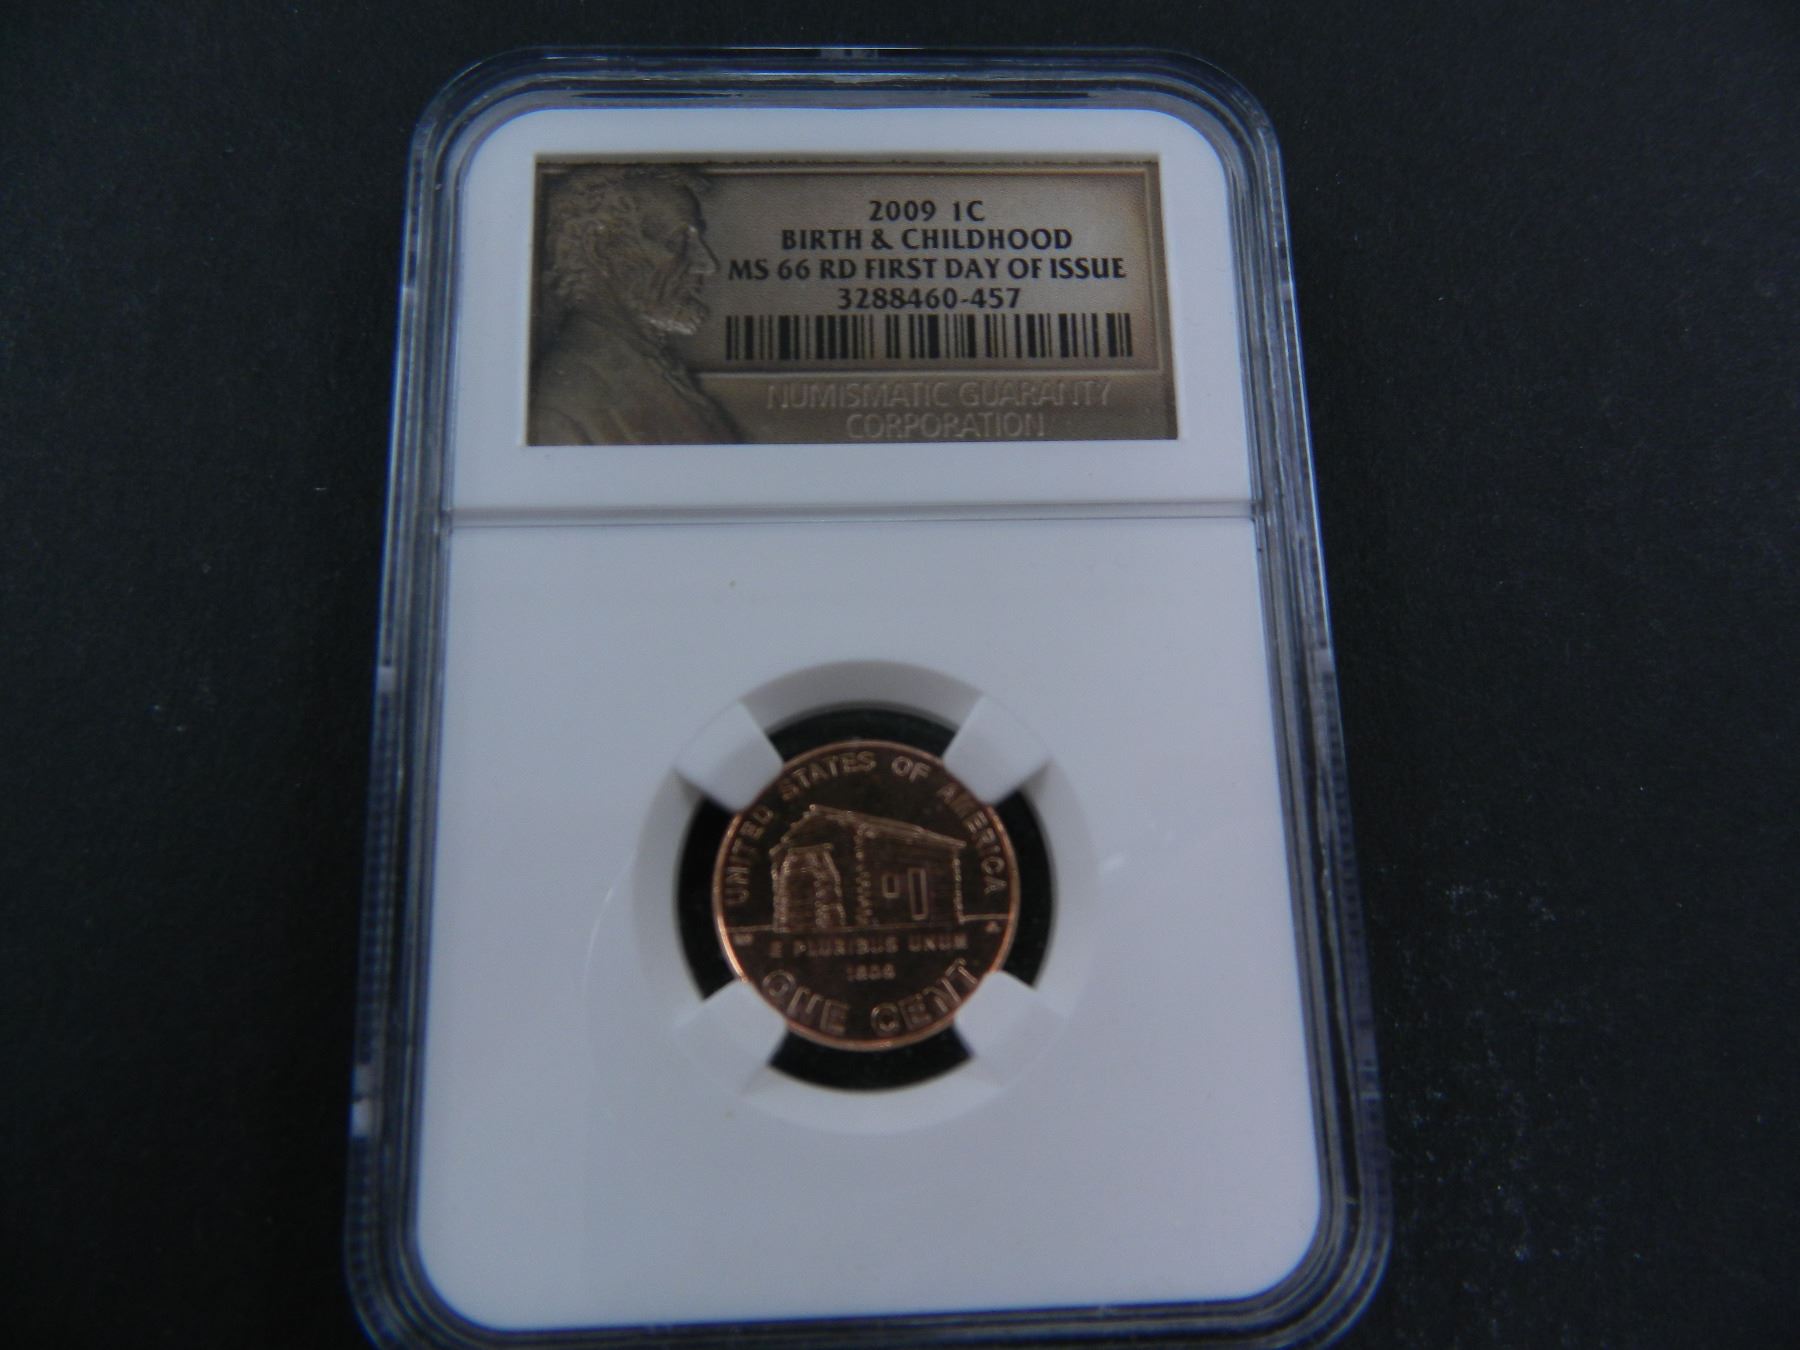 2009 1C
BIRTH & CHILDHOOD
MS 66 RD FIRST DAY OF ISSUE
3288460-457
NUMISMATIC GUARANTY
CORPORATION
UNITED STATES OF AMERICA
E PLURIBUS UNUM
1809
ONE CENT